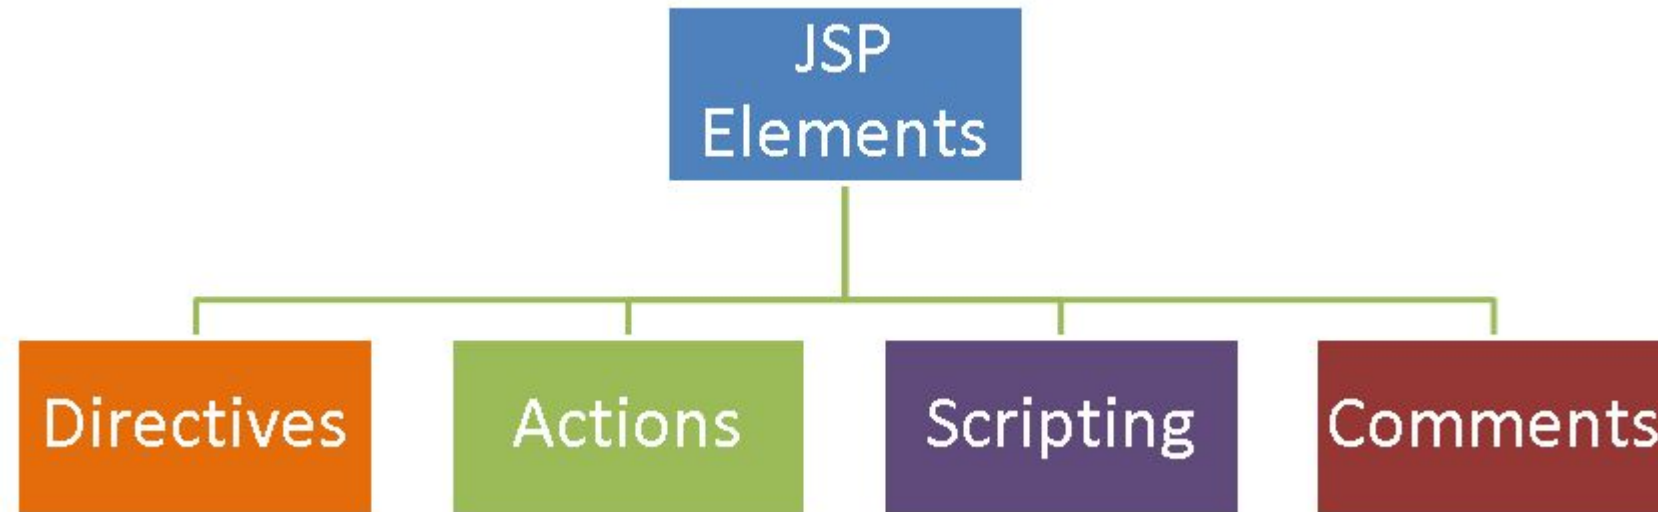 JSP
Elements
Directives
Actions
Scripting
Comments